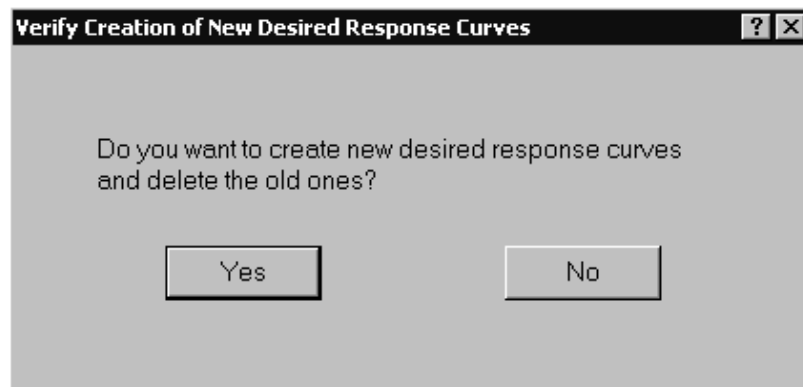 Verify Creation of New Desired Response Curves ? X
Do you want to create new desired response curves
and delete the old ones?
Yes No